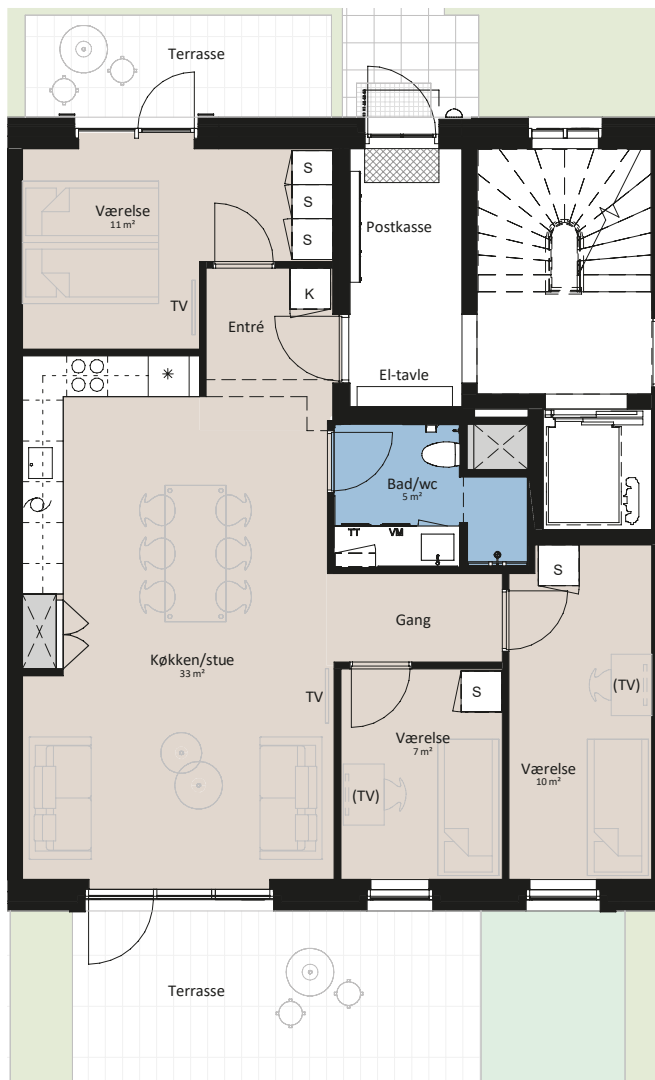 Terrasse
S
Værelse
11 m²
S
Postkasse
S
K
TV
Entré
El-tavle
Bad/wc
5 m²
TT
VM
S
Gang
Køkken/stue
33 m²
(TV)
S
TV
Værelse
7 m²
Værelse
10 m²
(TV)
Terrasse